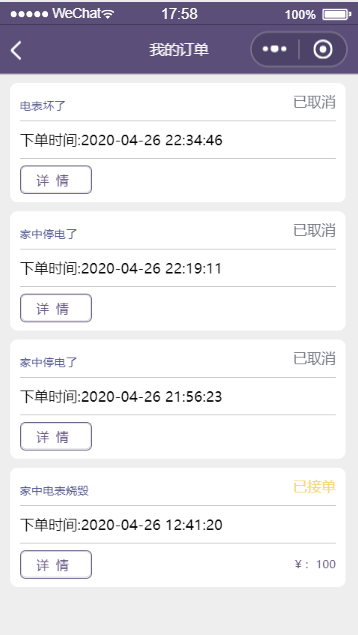 WeChat 17:58 100%
我的订单
电表坏了 已取消
下单时间:2020-04-26 22:34:46
详 情
家中停电了 已取消
下单时间:2020-04-26 22:19:11
详 情
家中停电了 已取消
下单时间:2020-04-26 21:56:23
详 情
家中电表烧毁 已接单
下单时间:2020-04-26 12:41:20
详 情 ¥：100